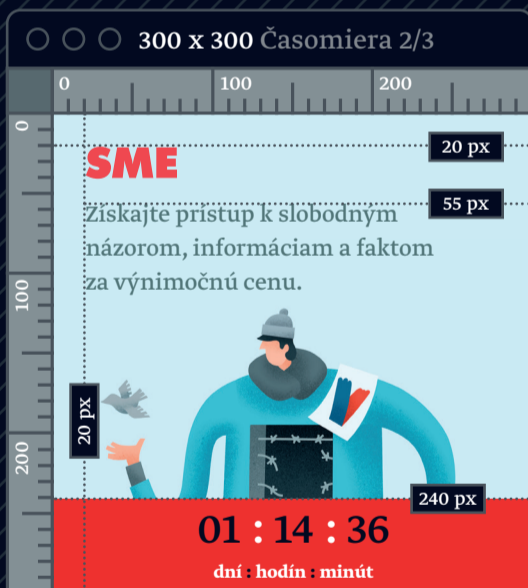 300 x 300 Časomiera 2/3
0 100 200
0
20 px
SME
55 px
Získajte prístup k slobodným
názorom, informáciam a faktom
za výnimočnú cenu.
100
20 px
200
240 px
01 : 14 : 36
dní : hodín : minút